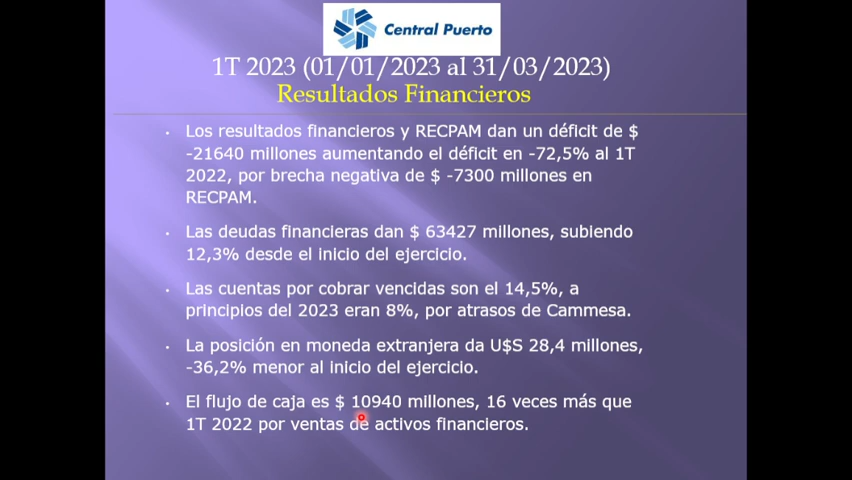 Central Puerto
1T 2023 (01/01/2023 al 31/03/2023)
Resultados Financieros
• Los resultados financieros y RECPAM dan un déficit de $
-21640 millones aumentando el déficit en -72,5% al 1T
2022, por brecha negativa de $ -7300 millones en
RECPAM.
• Las deudas financieras dan $ 63427 millones, subiendo
12,3% desde el inicio del ejercicio.
• Las cuentas por cobrar vencidas son el 14,5%, a
principios del 2023 eran 8%, por atrasos de Cammesa.
• La posición en moneda extranjera da U$S 28,4 millones,
-36,2% menor al inicio del ejercicio.
• El flujo de caja es $ 10940 millones, 16 veces más que
1T 2022 por ventas de activos financieros.